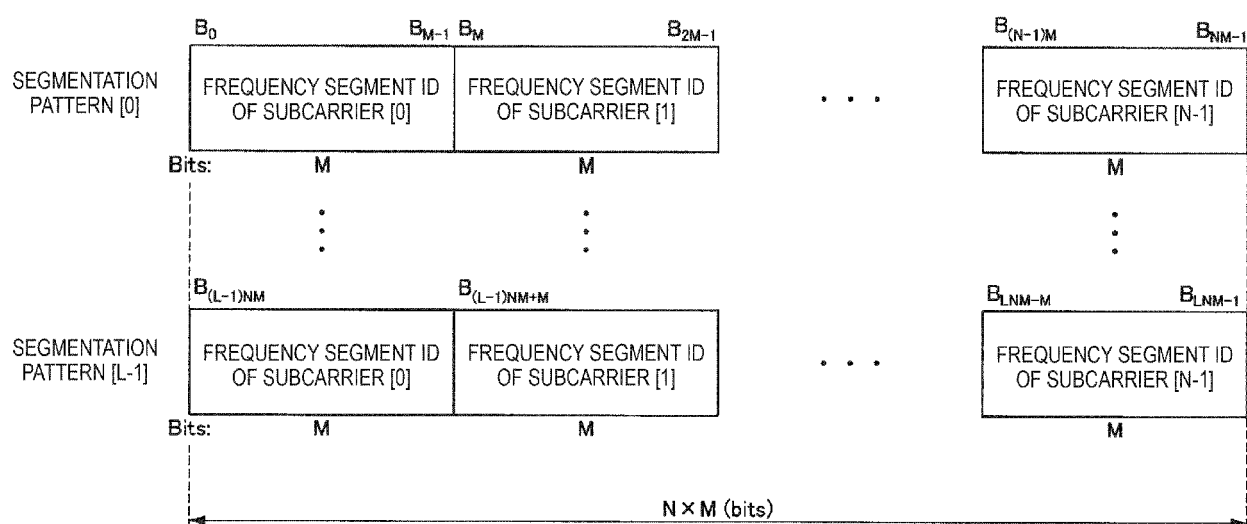 B0 BM-1 BM B2M-1 B(N-1)M BNM-1
SEGMENTATION
PATTERN [0]
FREQUENCY SEGMENT ID
OF SUBCARRIER [0]
FREQUENCY SEGMENT ID
OF SUBCARRIER [1]
. . .
FREQUENCY SEGMENT ID
OF SUBCARRIER [N-1]
Bits: M M M
B(L-1)NM B(L-1)NM+M BLNM-M BLNM-1
SEGMENTATION
PATTERN [L-1]
FREQUENCY SEGMENT ID
OF SUBCARRIER [0]
FREQUENCY SEGMENT ID
OF SUBCARRIER [1]
. . .
FREQUENCY SEGMENT ID
OF SUBCARRIER [N-1]
Bits: M M M
N×M (bits)